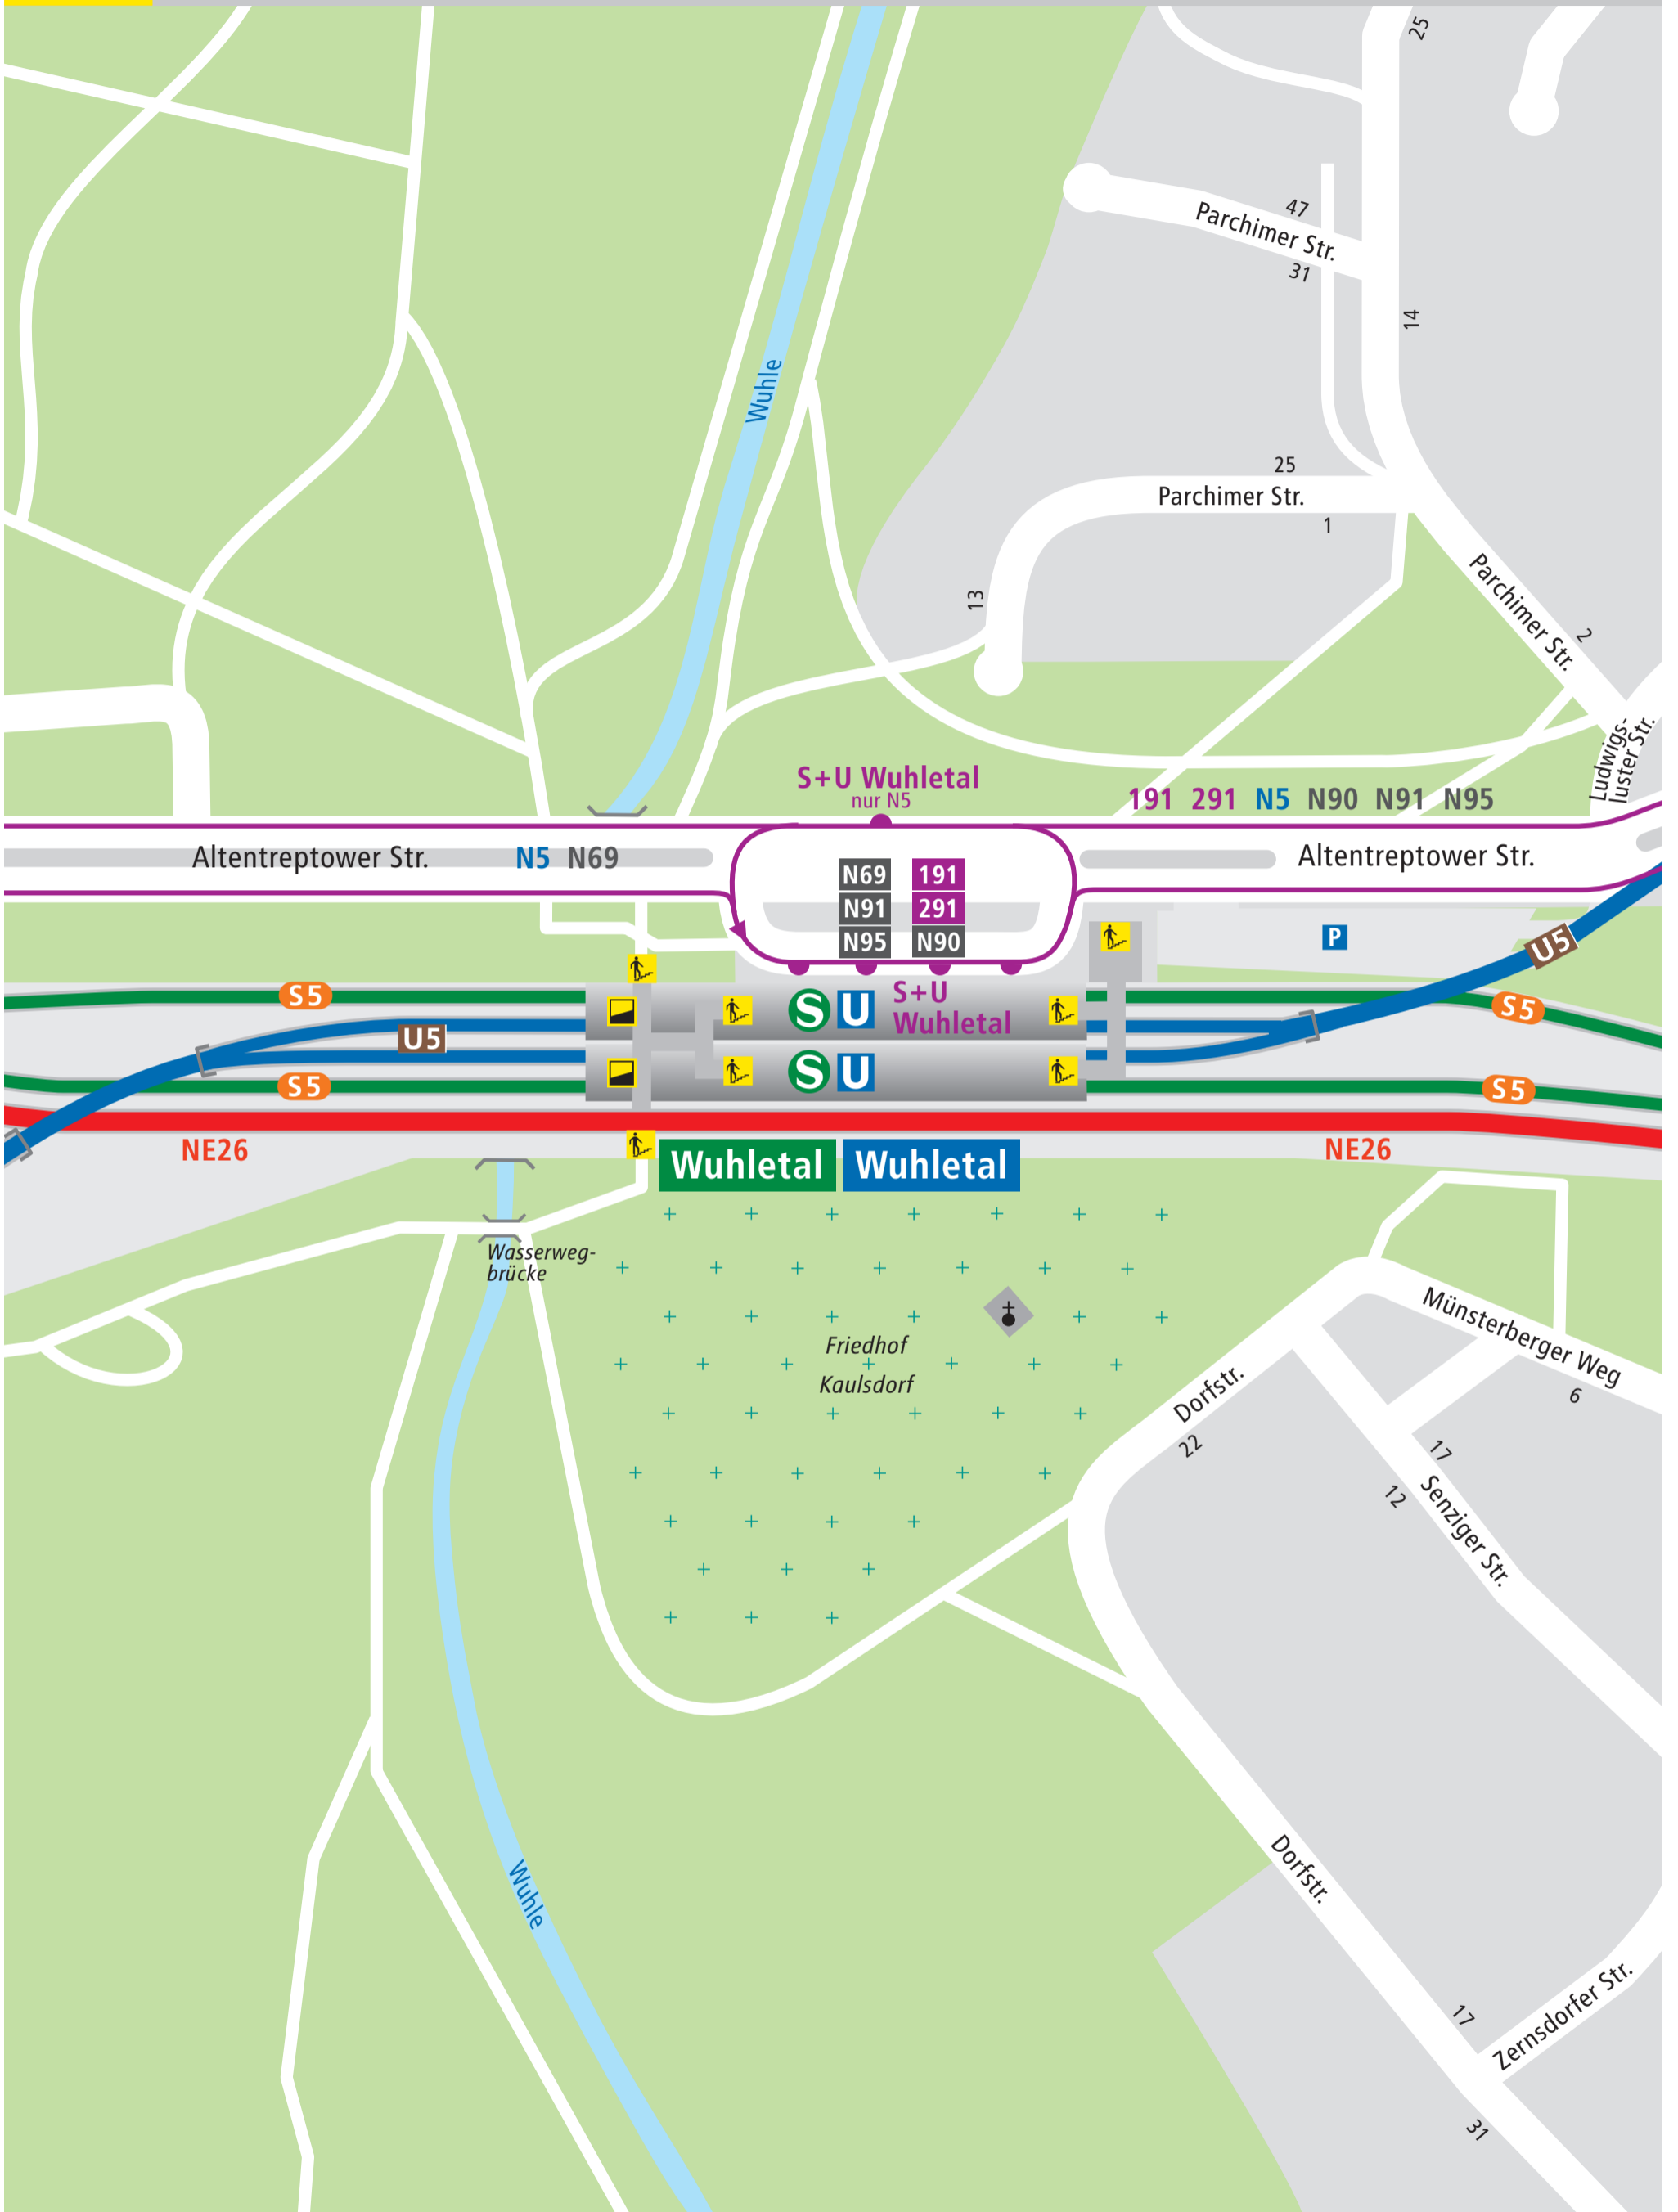 25
47
Parchimer Str.
31
14
Wuhle
25
Parchimer Str.
1
13
Parchimer Str.
2
Ludwigs-
luster Str.
S+U Wuhletal
nur N5
191 291 N5 N90 N91 N95
Altentreptower Str.
N5 N69
Altentreptower Str.
N69 191
N91 291
N95 N90
P
U5
S5
S U
S+U
Wuhletal
S5
U5
S U
S5
S5
NE26
NE26
Wuhletal
Wuhletal
Wasserweg-
brücke
Friedhof
Kaulsdorf
Münsterberger Weg
6
Dorfstr.
22
17
12
Senziger Str.
Dorfstr.
Wuhle
17
Zernsdorfer Str.
31